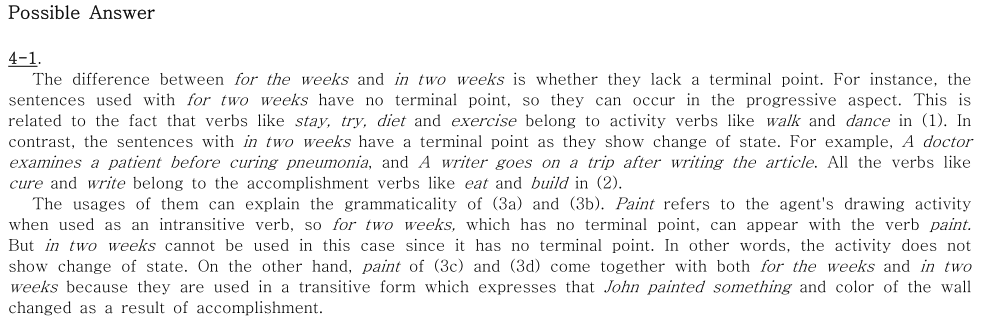 Possible Answer
4-1.
The difference between for the weeks and in two weeks is whether they lack a terminal point. For instance, the
sentences used with for two weeks have no terminal point, so they can occur in the progressive aspect. This is
related to the fact that verbs like stay, try, diet and exercise belong to activity verbs like walk and dance in (1). In
contrast, the sentences with in two weeks have a terminal point as they show change of state. For example, A doctor
examines a patient before curing pneumonia, and A writer goes on a trip after writing the article. All the verbs like
cure and write belong to the accomplishment verbs like eat and build in (2).
The usages of them can explain the grammaticality of (3a) and (3b). Paint refers to the agent's drawing activity
when used as an intransitive verb, so for two weeks, which has no terminal point, can appear with the verb paint.
But in two weeks cannot be used in this case since it has no terminal point. In other words, the activity does not
show change of state. On the other hand, paint of (3c) and (3d) come together with both for the weeks and in two
weeks because they are used in a transitive form which expresses that John painted something and color of the wall
changed as a result of accomplishment.